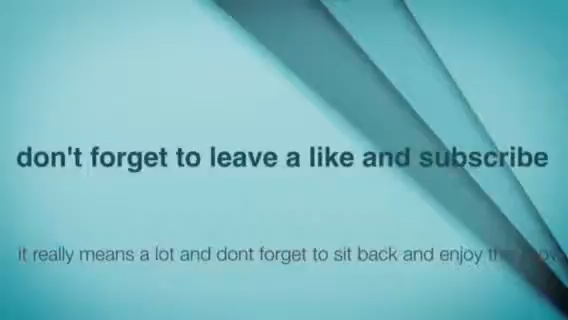 don't forget to leave a like and subscribe
it really means a lot and dont forget to sit back and enjoy the